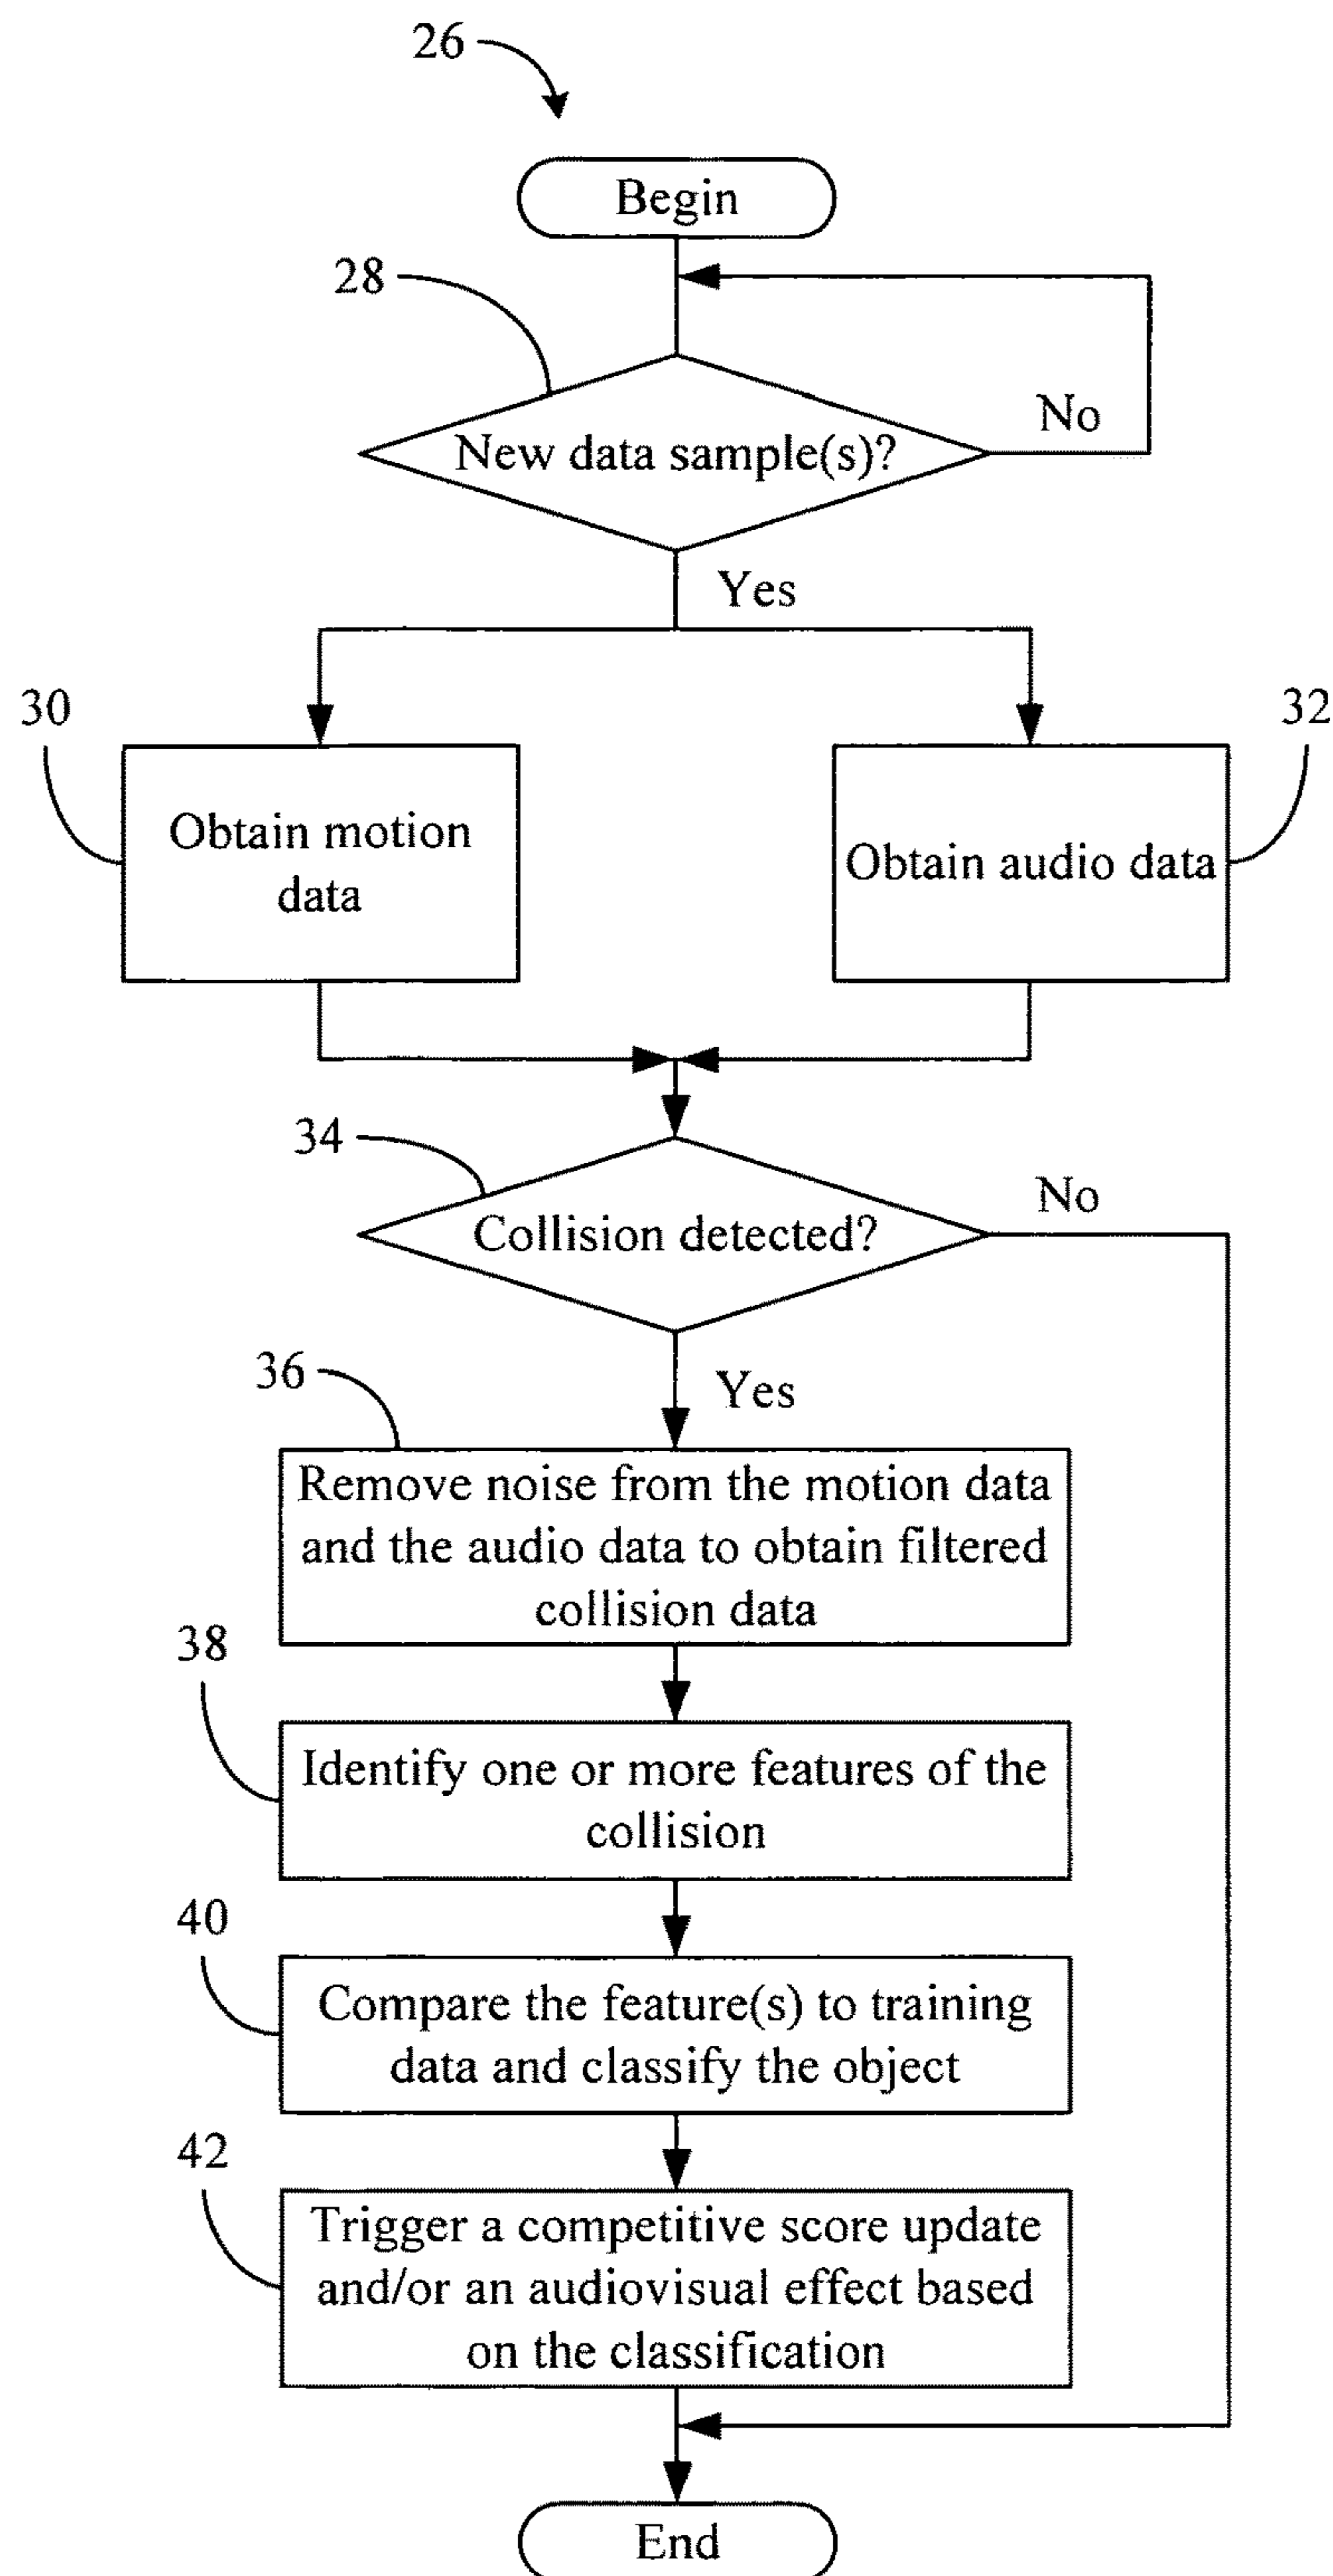 26
Begin
28
New data sample(s)?
No
Yes
30
32
Obtain motion
data
Obtain audio data
34
Collision detected?
No
36
Yes
Remove noise from the motion data
and the audio data to obtain filtered
collision data
38
Identify one or more features of the
collision
40
Compare the feature(s) to training
data and classify the object
42
Trigger a competitive score update
and/or an audiovisual effect based
on the classification
End